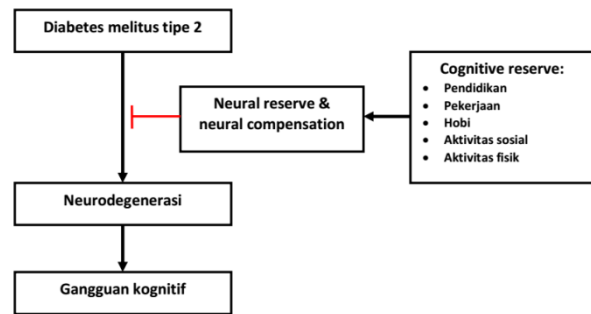 Diabetes melitus tipe 2
Cognitive reserve:
• Pendidikan
• Pekerjaan
• Hobi
• Aktivitas sosial
• Aktivitas fisik
Neural reserve &
neural compensation
Neurodegenerasi
Gangguan kognitif